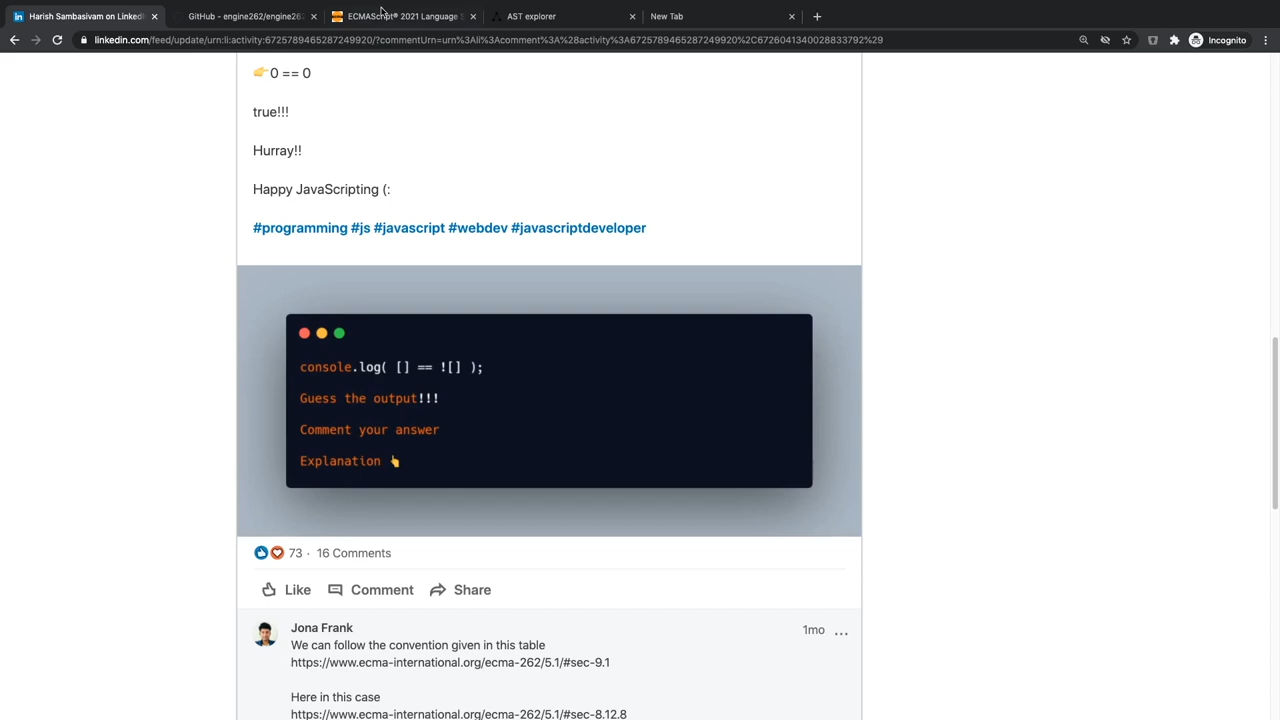 Harish Sambasivam on LinkedI
GitHub - engine262/engine262
ECMAScript® 2021 Language S
AST explorer
New Tab
linkedin.com/feed/update/urn:li:activity:6725789465287249920/?commentUrn=urn%3Ali%3Acomment%3A%28activity%3A6725789465287249920%2C6726041340028833792%29
Incognito
👉0 == 0
true!!!
Hurray!!
Happy JavaScripting (:
#programming #js #javascript #webdev #javascriptdeveloper
console.log( [] == ![] );
Guess the output!!!
Comment your answer
Explanation 👆
73 · 16 Comments
Like
Comment
Share
Jona Frank
1mo
We can follow the convention given in this table
https://www.ecma-international.org/ecma-262/5.1/#sec-9.1
Here in this case
https://www.ecma-international.org/ecma-262/5.1/#sec-8.12.8